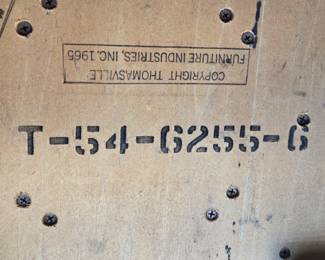 COPYRIGHT THOMASVILLE
FURNITURE INDUSTRIES, INC. 1965
T-54-6255-6